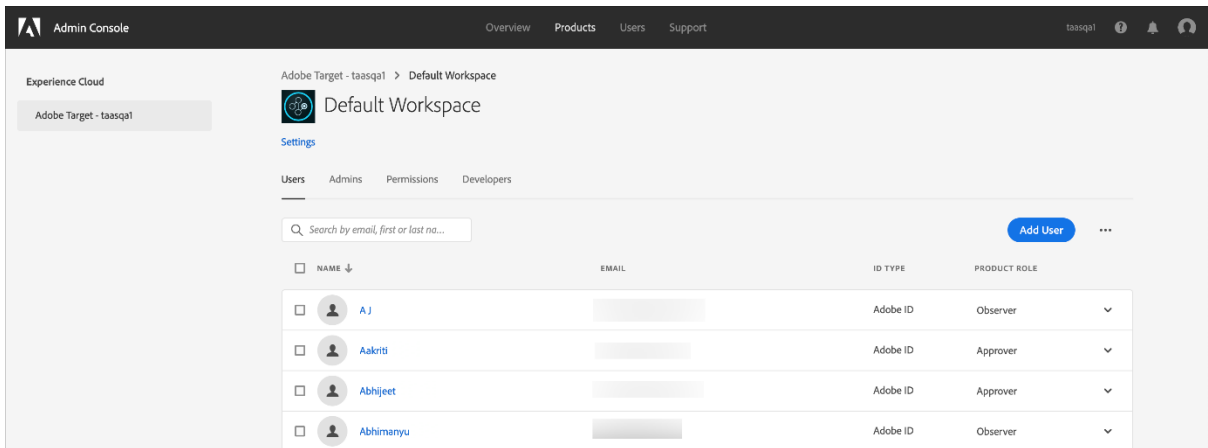 Admin Console
Overview Products Users Support
taasqa1
Experience Cloud
Adobe Target - taasqa1
Adobe Target - taasqa1 > Default Workspace
Default Workspace
Settings
Users Admins Permissions Developers
Search by email, first or last na...
Add User
NAME EMAIL ID TYPE PRODUCT ROLE
A J Adobe ID Observer
Aakriti Adobe ID Approver
Abhijeet Adobe ID Approver
Abhimanyu Adobe ID Observer